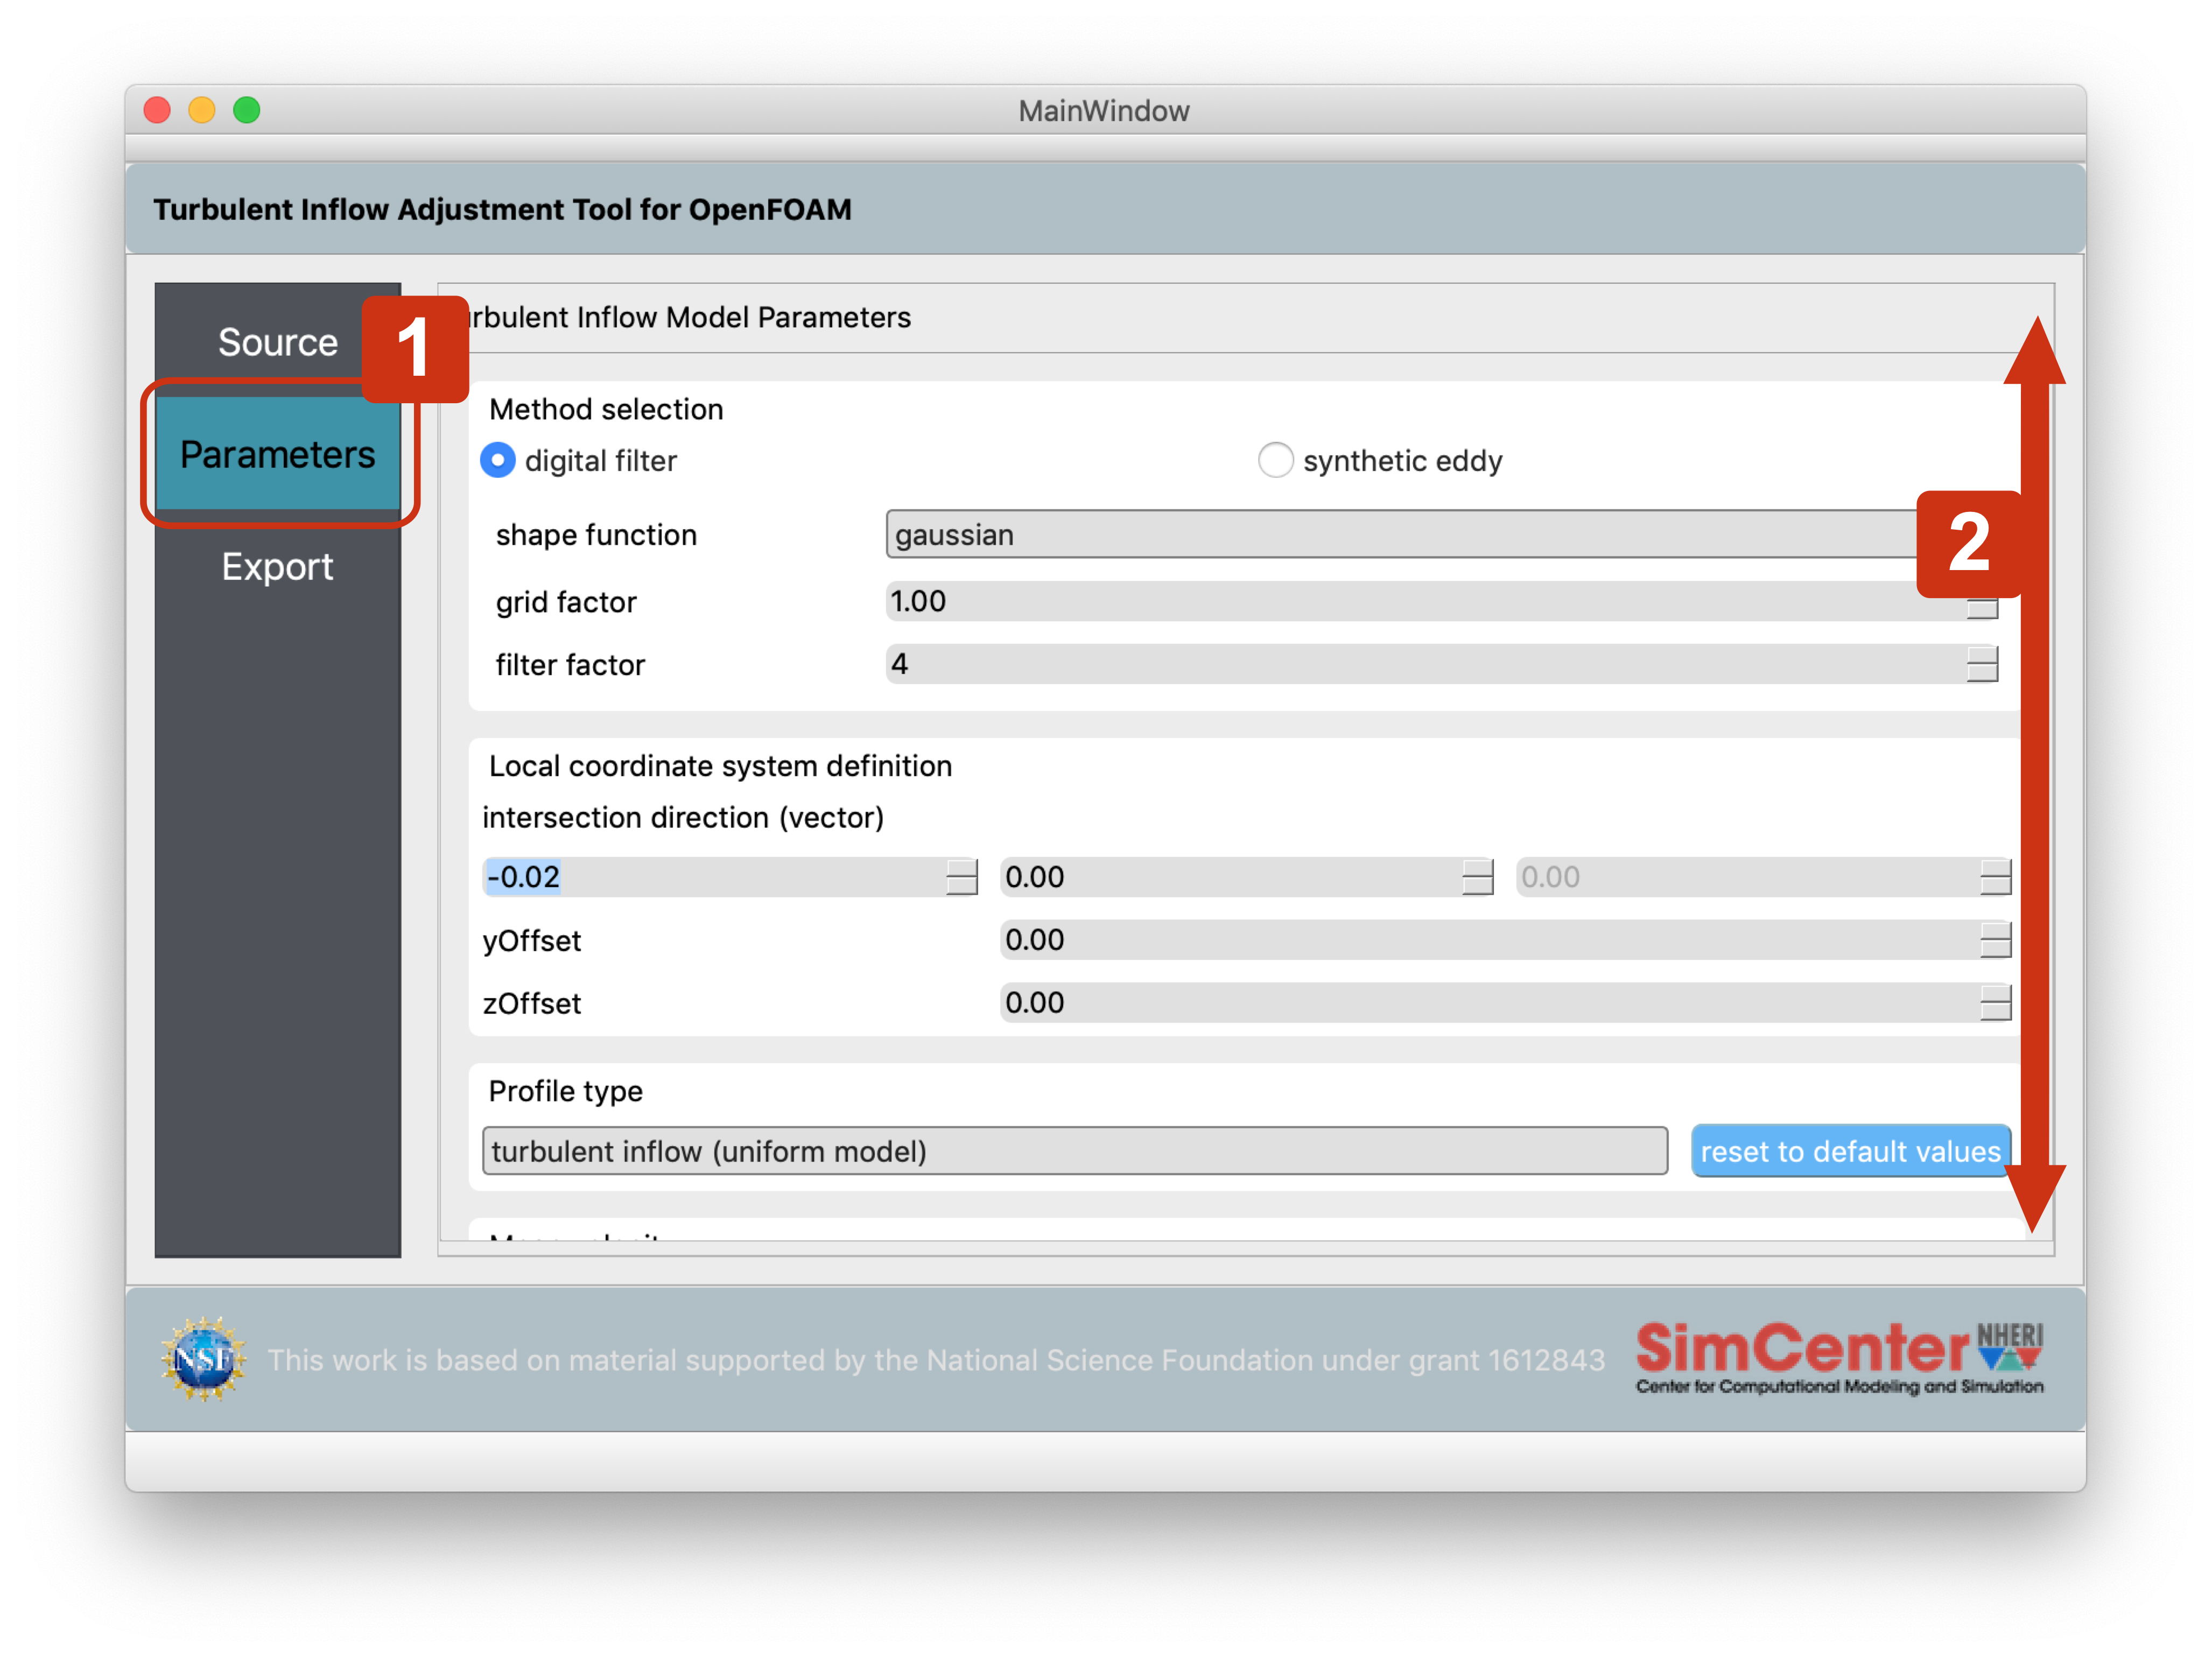 MainWindow
Turbulent Inflow Adjustment Tool for OpenFOAM
Source
1
rbulent Inflow Model Parameters
Parameters
Export
Method selection
digital filter
synthetic eddy
shape function
gaussian
2
grid factor
1.00
filter factor
4
Local coordinate system definition
intersection direction (vector)
-0.02
0.00
0.00
yOffset
0.00
zOffset
0.00
Profile type
turbulent inflow (uniform model)
reset to default values
NSF
This work is based on material supported by the National Science Foundation under grant 1612843
SimCenter
NHERI
Center for Computational Modeling and Simulation